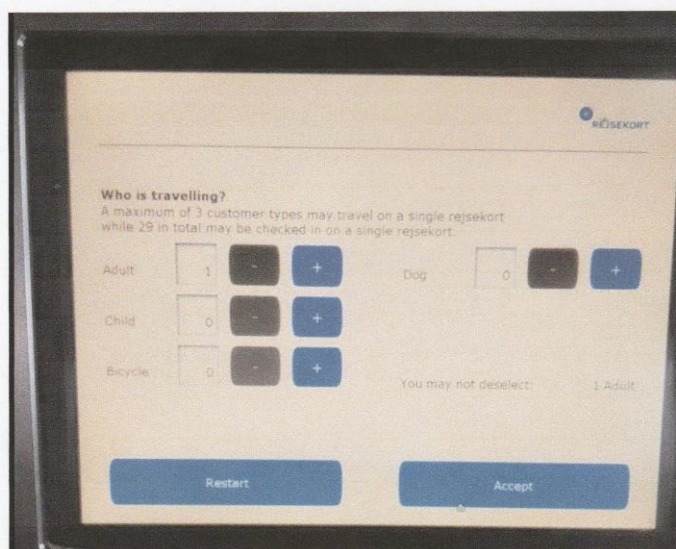 REJSEKORT
Who is travelling?
A maximum of 3 customer types may travel on a single rejsekort
while 29 in total may be checked in on a single rejsekort.
Adult 1 - + Dog 0 - +
Child 0 - +
Bicycle 0 - +
You may not deselect: 1 Adult
Restart Accept